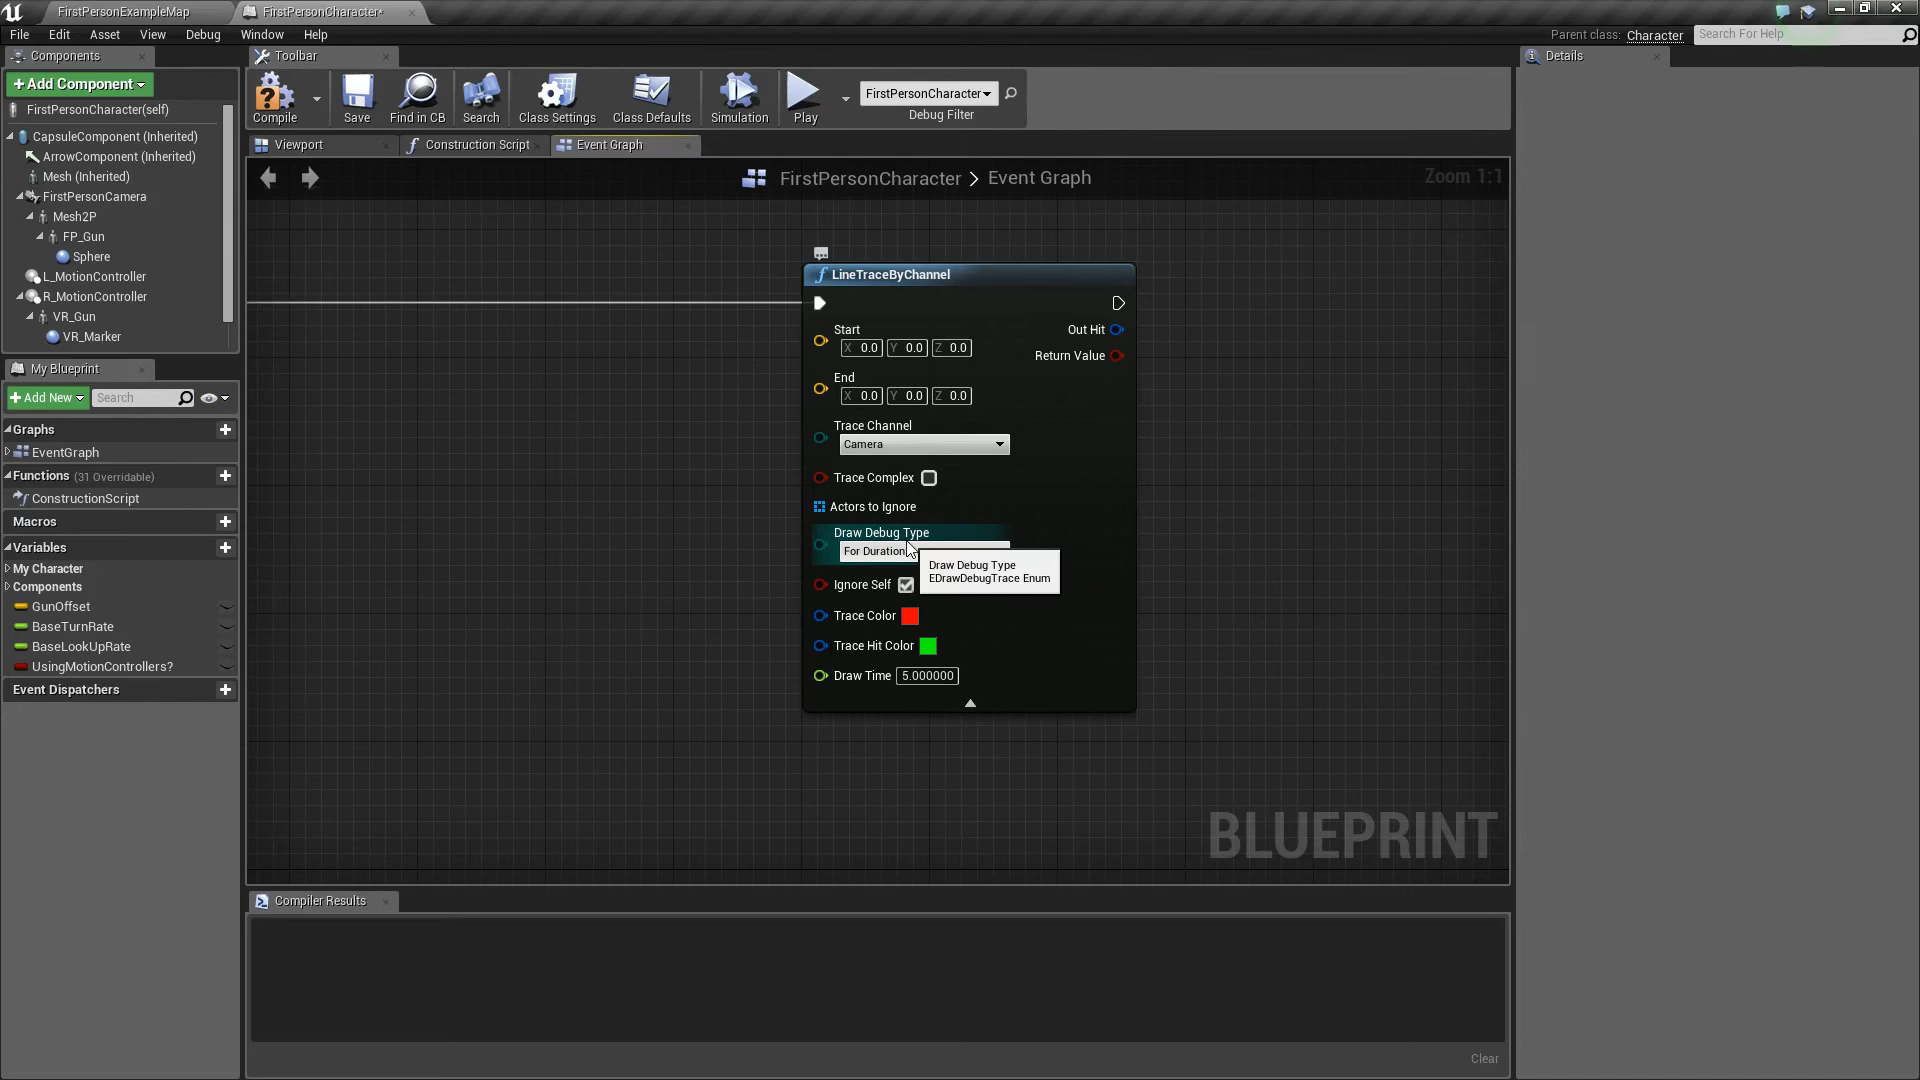 FirstPersonExampleMap
FirstPersonCharacter*
File Edit Asset View Debug Window Help
Parent class: Character
Search For Help
Components
Toolbar
Details
+Add Component
FirstPersonCharacter(self)
CapsuleComponent (Inherited)
ArrowComponent (Inherited)
Mesh (Inherited)
FirstPersonCamera
Mesh2P
FP_Gun
Sphere
L_MotionController
R_MotionController
VR_Gun
VR_Marker
Compile
Save
Find in CB
Search
Class Settings
Class Defaults
Simulation
Play
FirstPersonCharacter
Debug Filter
Viewport
Construction Script
Event Graph
FirstPersonCharacter > Event Graph
Zoom 1:1
My Blueprint
+Add New
Search
Graphs
EventGraph
Functions (31 Overridable)
ConstructionScript
Macros
Variables
My Character
Components
GunOffset
BaseTurnRate
BaseLookUpRate
UsingMotionControllers?
Event Dispatchers
LineTraceByChannel
Start
X 0.0 Y 0.0 Z 0.0
Out Hit
Return Value
End
X 0.0 Y 0.0 Z 0.0
Trace Channel
Camera
Trace Complex
Actors to Ignore
Draw Debug Type
For Duration
Draw Debug Type
EDrawDebugTrace Enum
Ignore Self
Trace Color
Trace Hit Color
Draw Time 5.000000
BLUEPRINT
Compiler Results
Clear